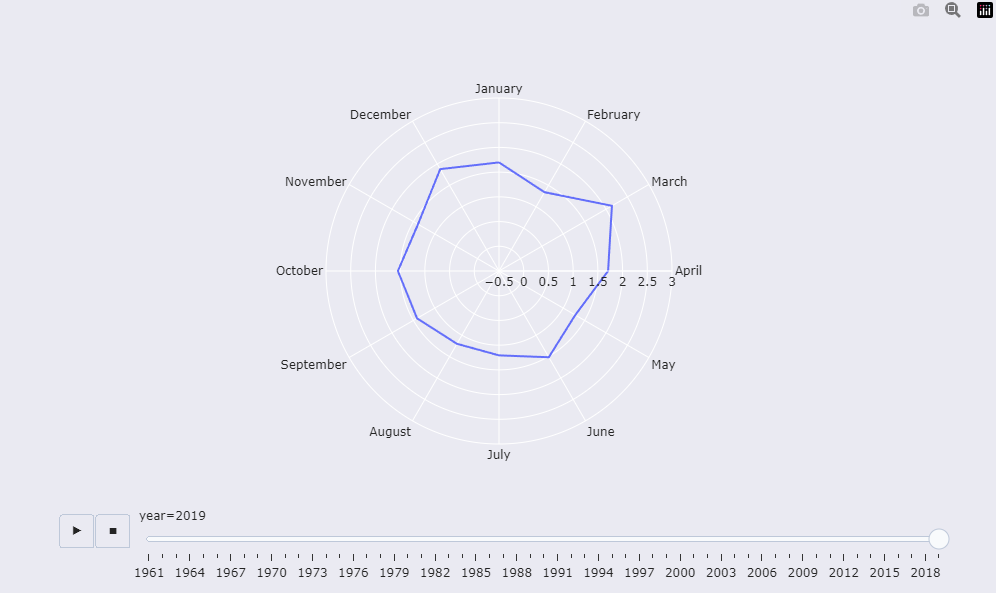 January
December
February
November
March
October
April
−0.5 0 0.5 1 1.5 2 2.5 3
September
May
August
June
July
year=2019
1961 1964 1967 1970 1973 1976 1979 1982 1985 1988 1991 1994 1997 2000 2003 2006 2009 2012 2015 2018